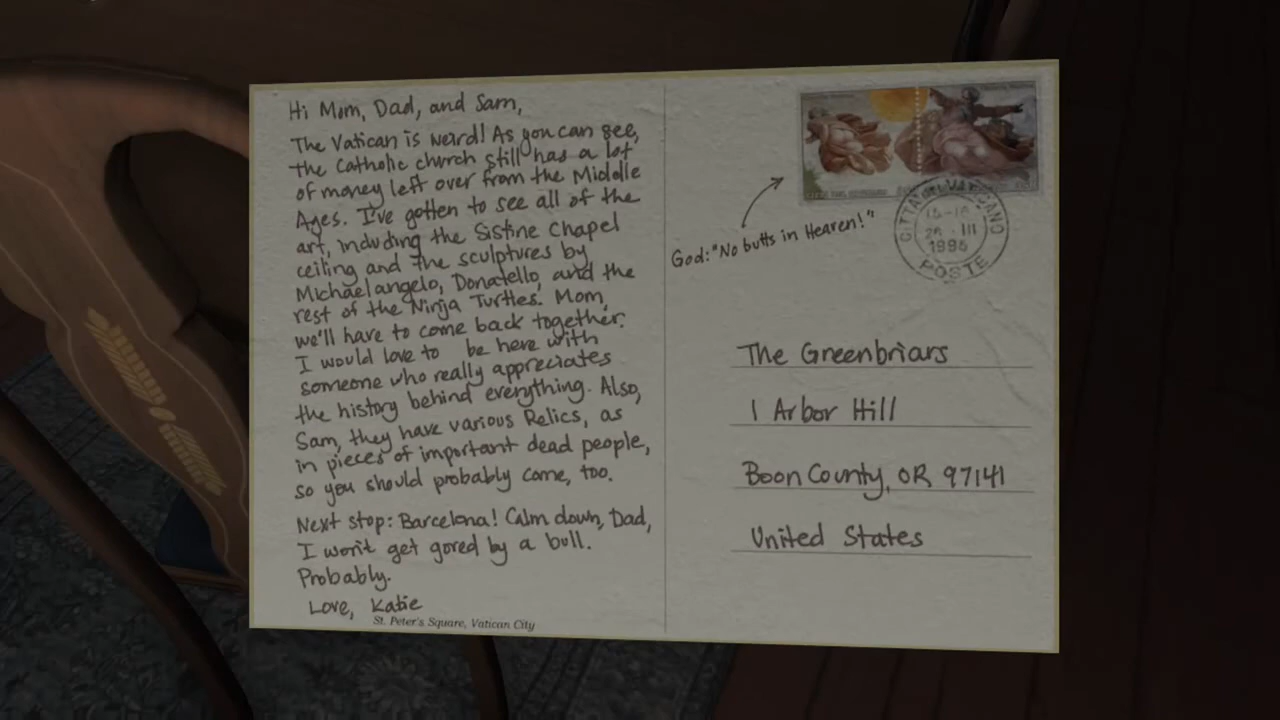 Hi Mom, Dad, and Sam,
The Vatican is weird! As you can see,
the Catholic church still has a lot
of money left over from the Middle
Ages. I've gotten to see all of the
art, including the Sistine Chapel
ceiling and the sculptures by
Michaelangelo, Donatello, and the
rest of the Ninja Turtles. Mom,
we'll have to come back together.
I would love to be here with
someone who really appreciates
the history behind everything. Also,
Sam, they have various Relics, as
in pieces of important dead people,
so you should probably come, too.
Next stop: Barcelona! Calm down, Dad,
I won't get gored by a bull.
Probably.
Love, Katie
St. Peter's Square, Vatican City
God: "No butts in Heaven!"
CITTA DEL VATICANO
1995
POSTE
The Greenbriars
1 Arbor Hill
Boon County, OR 97141
United States